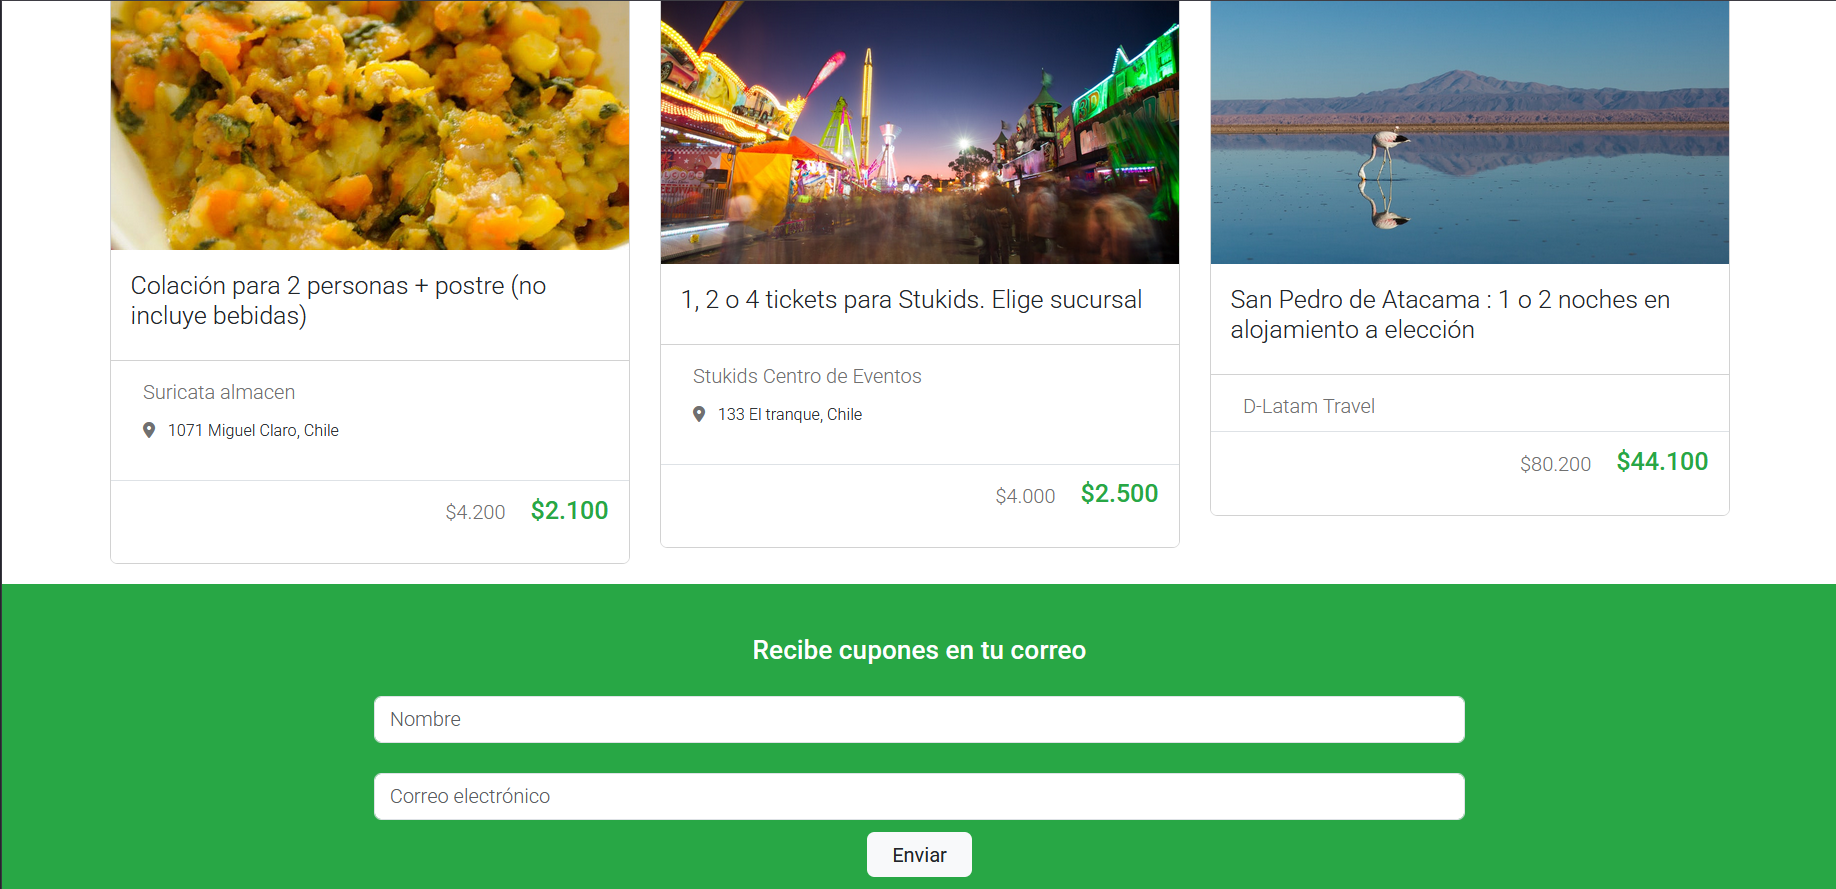 Colación para 2 personas + postre (no
incluye bebidas)
Suricata almacen
1071 Miguel Claro, Chile
$4.200 $2.100
1, 2 o 4 tickets para Stukids. Elige sucursal
Stukids Centro de Eventos
133 El tranque, Chile
$4.000 $2.500
San Pedro de Atacama : 1 o 2 noches en
alojamiento a elección
D-Latam Travel
$80.200 $44.100
Recibe cupones en tu correo
Nombre
Correo electrónico
Enviar